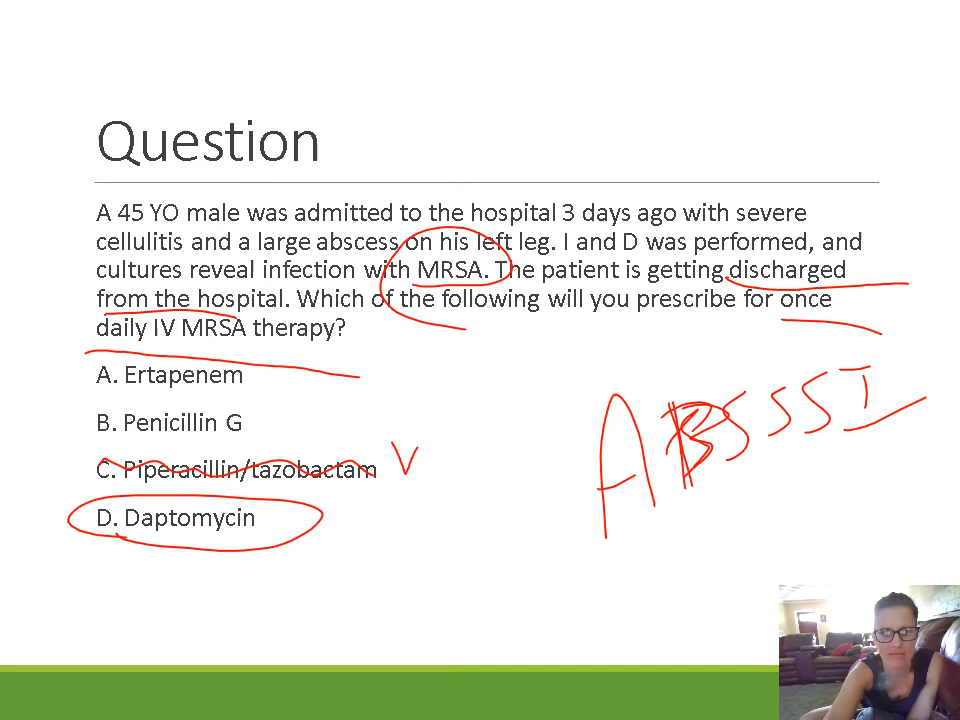 Question
A 45 YO male was admitted to the hospital 3 days ago with severe
cellulitis and a large abscess on his left leg. I and D was performed, and
cultures reveal infection with MRSA. The patient is getting discharged
from the hospital. Which of the following will you prescribe for once
daily IV MRSA therapy?
A. Ertapenem
B. Penicillin G
C. Piperacillin/tazobactam V
D. Daptomycin
ABSSSI